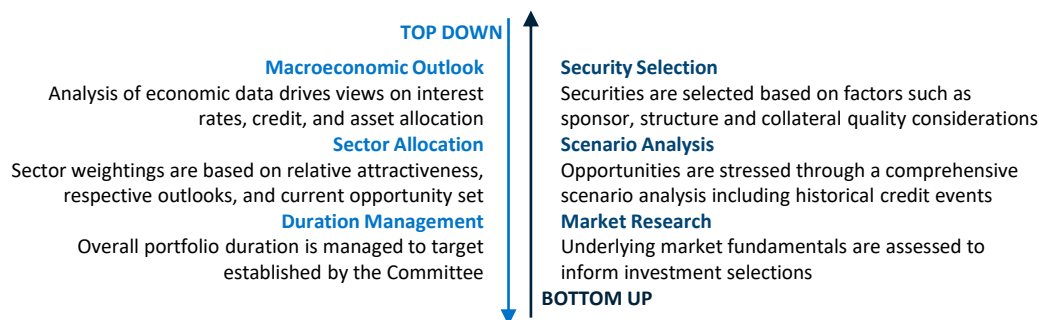 TOP DOWN
Macroeconomic Outlook
Analysis of economic data drives views on interest
rates, credit, and asset allocation
Sector Allocation
Sector weightings are based on relative attractiveness,
respective outlooks, and current opportunity set
Duration Management
Overall portfolio duration is managed to target
established by the Committee
Security Selection
Securities are selected based on factors such as
sponsor, structure and collateral quality considerations
Scenario Analysis
Opportunities are stressed through a comprehensive
scenario analysis including historical credit events
Market Research
Underlying market fundamentals are assessed to
inform investment selections
BOTTOM UP